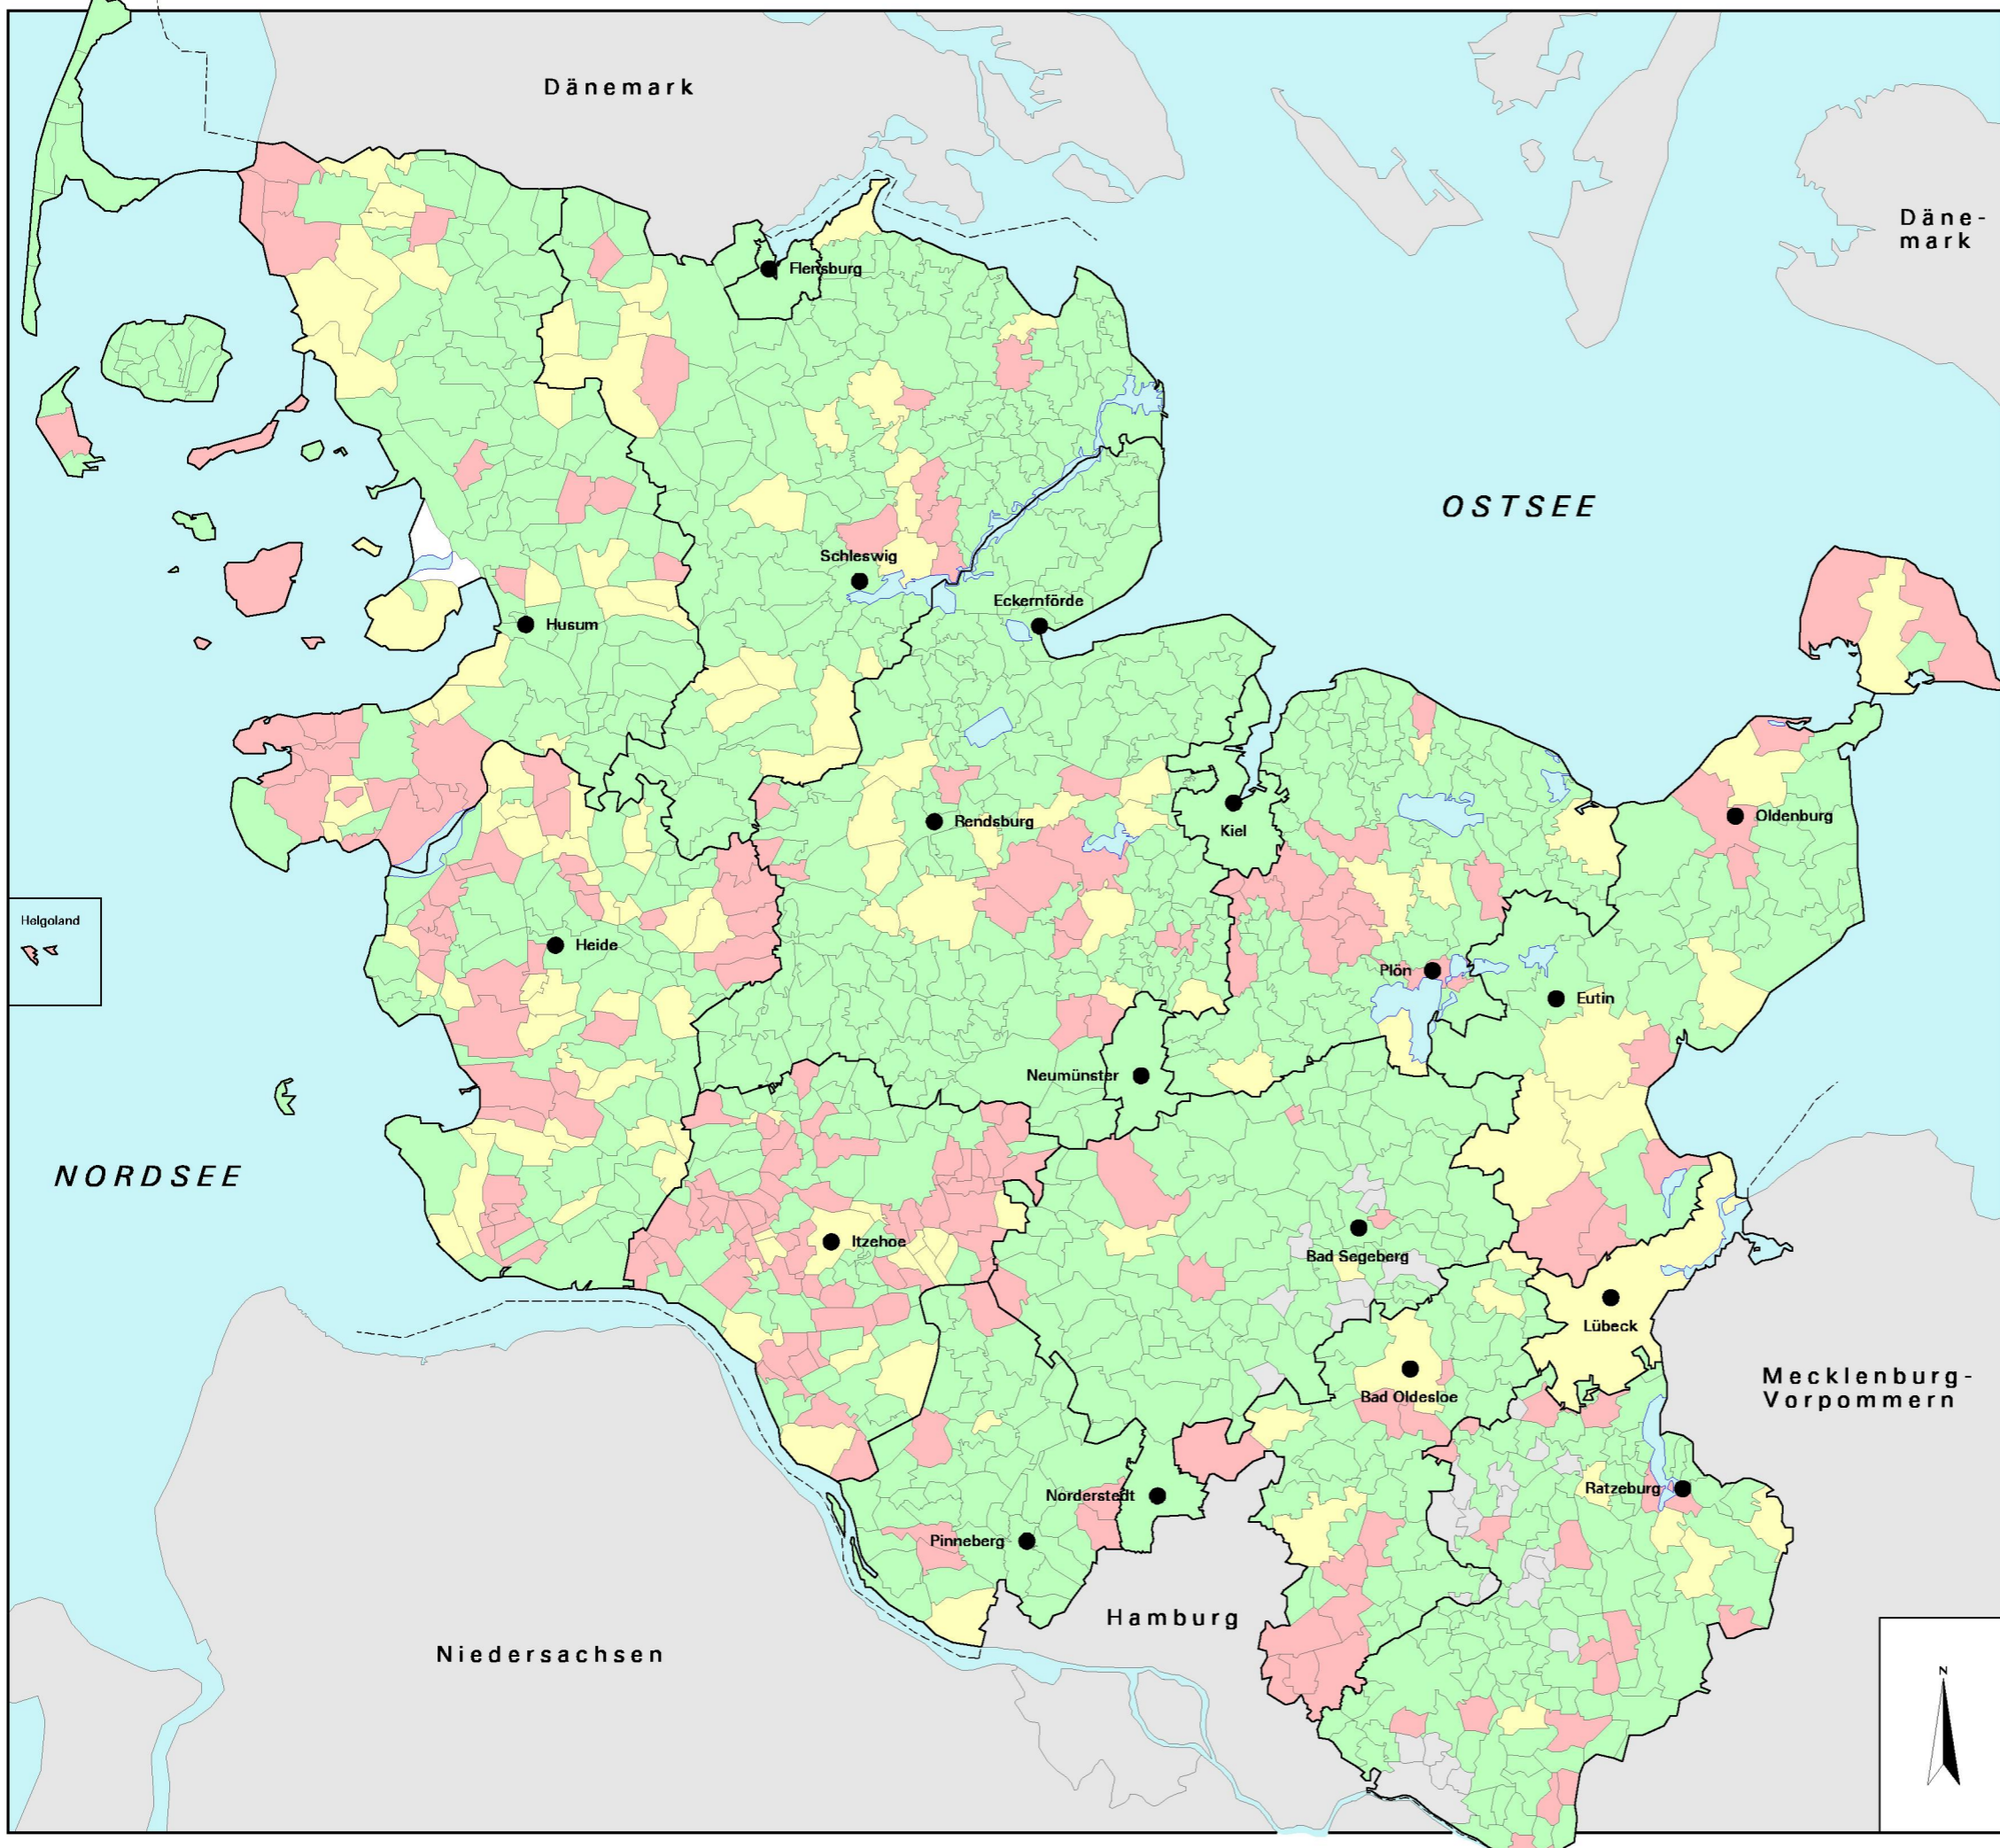 Dänemark
Däne-
mark
Flensburg
OSTSEE
Schleswig
Eckernförde
Husum
Rendsburg
Kiel
Oldenburg
Helgoland
Heide
Plön
Eutin
Neumünster
NORDSEE
Itzehoe
Bad Segeberg
Lübeck
Bad Oldesloe
Mecklenburg-
Vorpommern
Norderstedt
Ratzeburg
Pinneberg
Hamburg
Niedersachsen
N